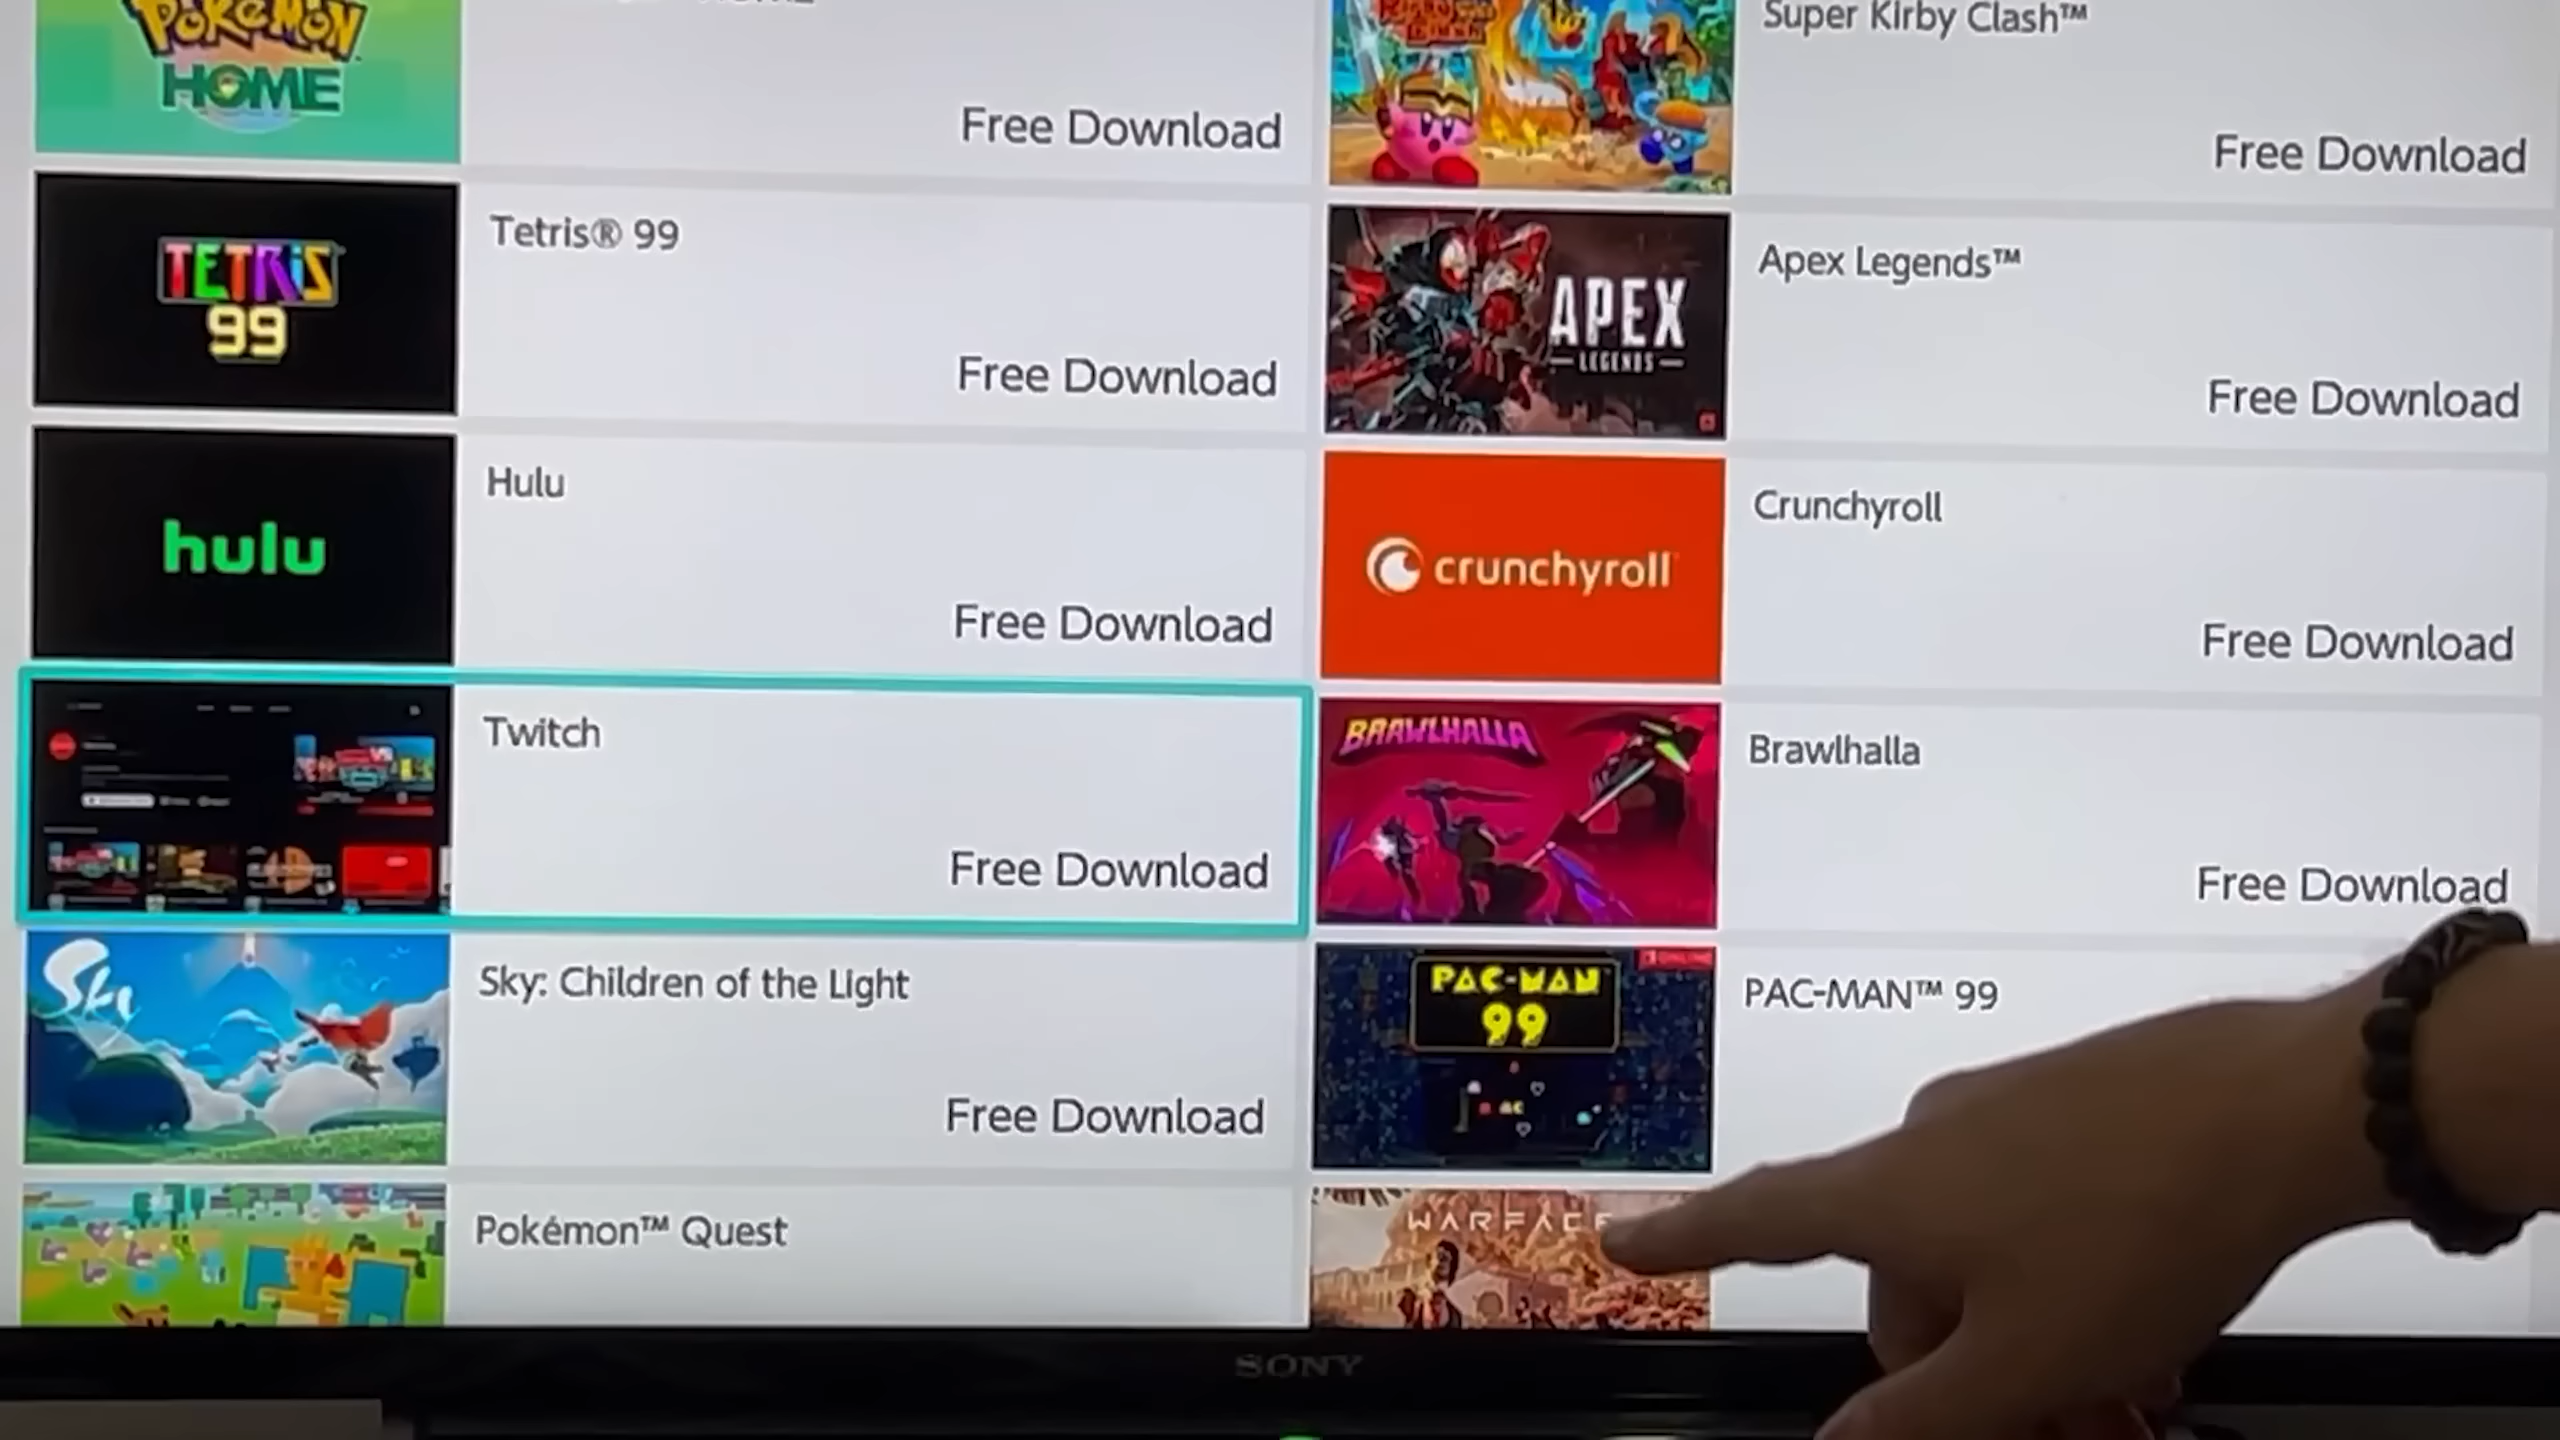 POKÉMON
HOME
HOME
Free Download
Super Kirby Clash™
Free Download
TETRIS
99
Tetris® 99
Free Download
APEX
LEGENDS
Apex Legends™
Free Download
hulu
Hulu
Free Download
crunchyroll
Crunchyroll
Free Download
Twitch
Free Download
BRAWLHALLA
Brawlhalla
Free Download
Sky
Sky: Children of the Light
Free Download
PAC-MAN
99
PAC-MAN™ 99
Pokémon™ Quest
WARFACE
SONY